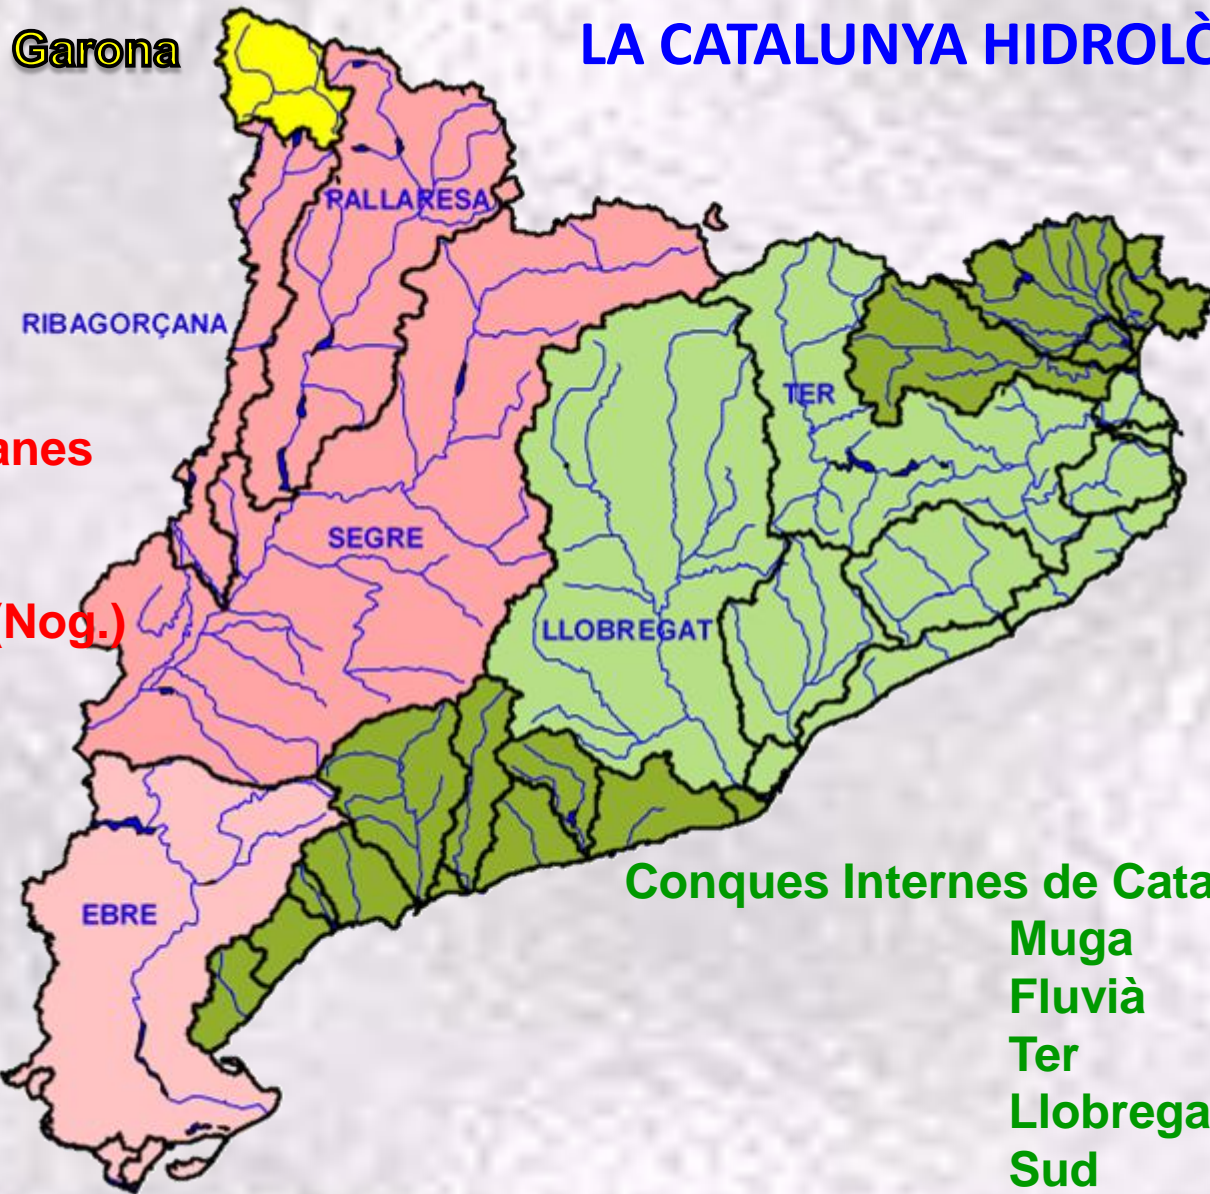 Garona
LA CATALUNYA HIDROLÒ
PALLARESA
RIBAGORÇANA
TER
anes
SEGRE
(Nog.)
LLOBREGAT
EBRE
Conques Internes de Cata
Muga
Fluvià
Ter
Llobrega
Sud